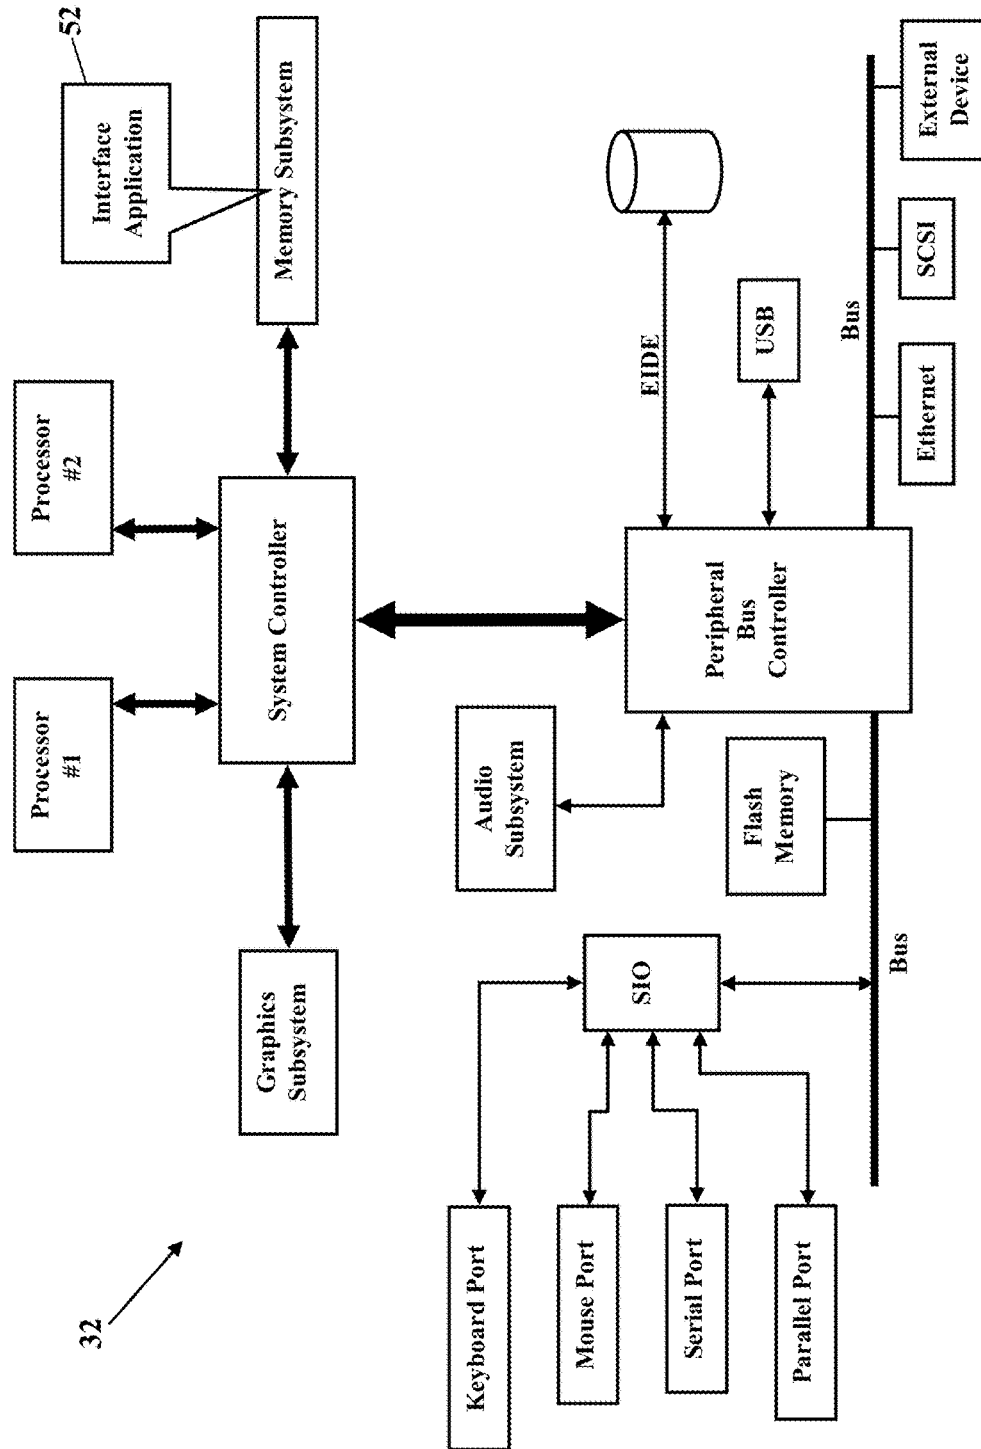 32
52
Interface
Application
Processor
#1
Processor
#2
Graphics
Subsystem
System Controller
Memory Subsystem
Keyboard Port
Mouse Port
Serial Port
Parallel Port
SIO
Audio
Subsystem
Flash
Memory
Peripheral
Bus
Controller
EIDE
USB
Bus
Bus
Ethernet
SCSI
External
Device